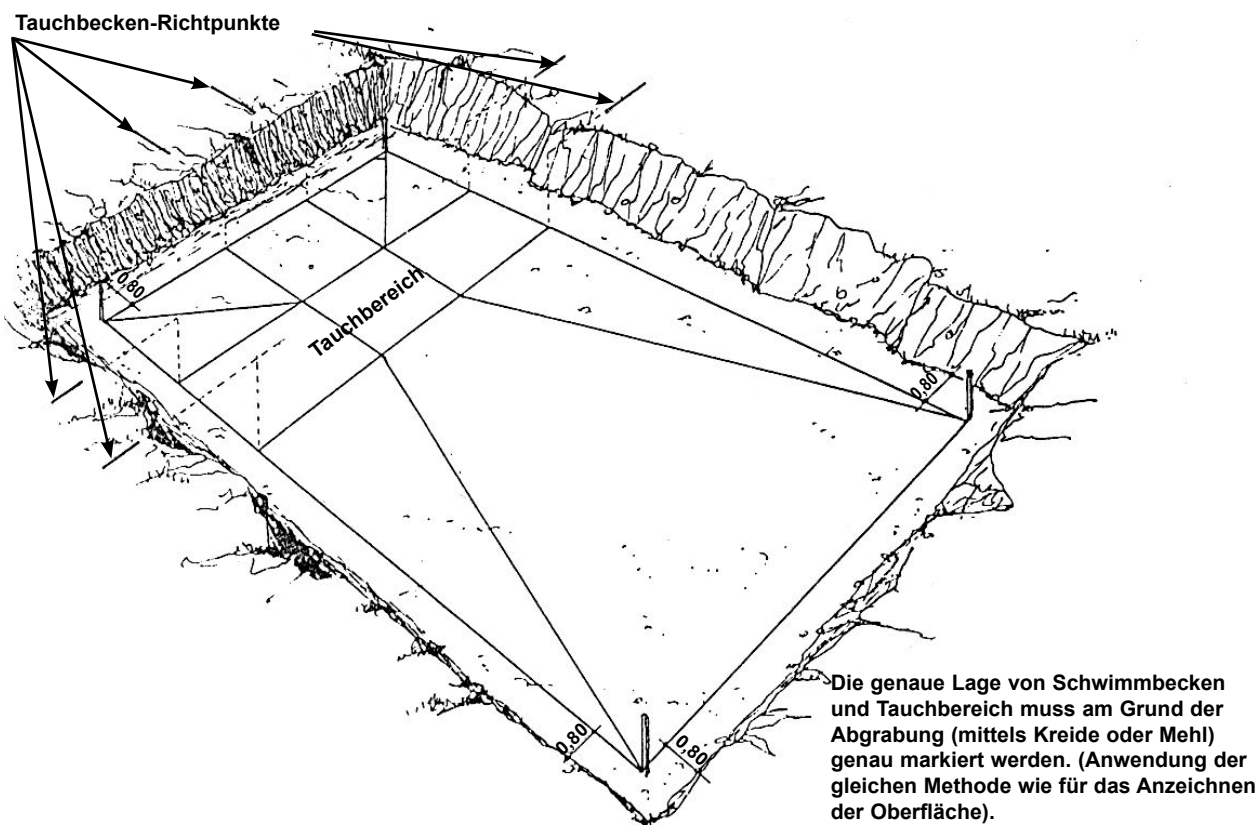 Tauchbecken-Richtpunkte
0,80
Tauchbereich
0,80
0,80
0,80
Die genaue Lage von Schwimmbecken
und Tauchbereich muss am Grund der
Abgrabung (mittels Kreide oder Mehl)
genau markiert werden. (Anwendung der
gleichen Methode wie für das Anzeichnen
der Oberfläche).